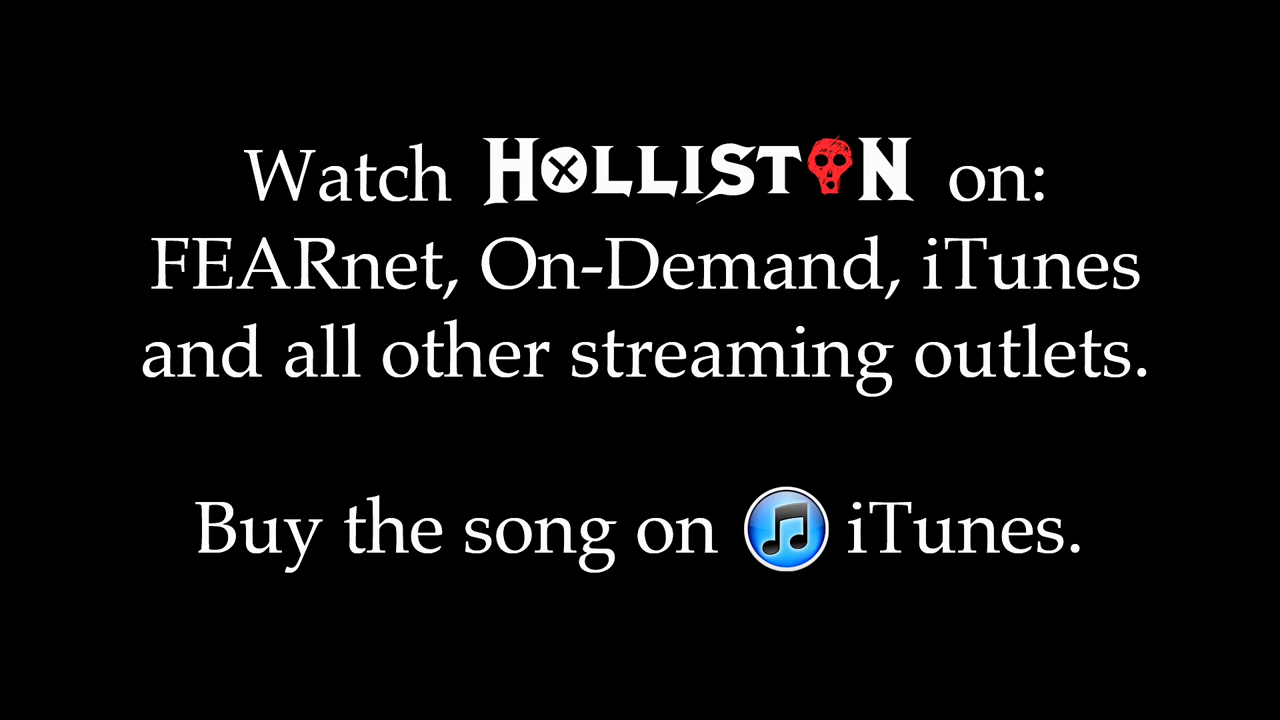 Watch HOLLISTON on:
FEARnet, On-Demand, iTunes
and all other streaming outlets.
Buy the song on iTunes.